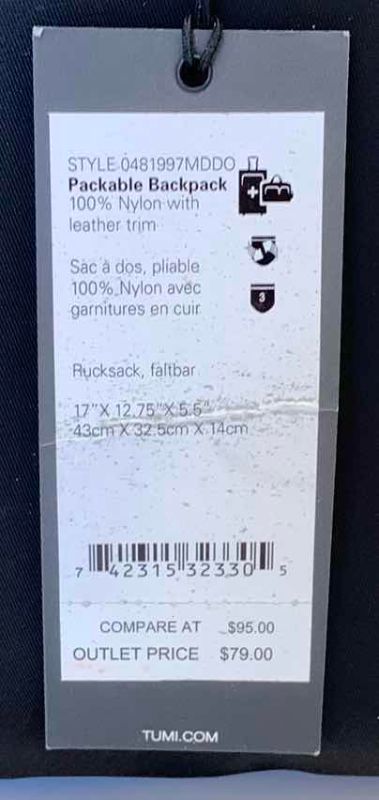 STYLE 0481997MDDO
Packable Backpack
100% Nylon with
leather trim
Sac à dos, pliable
100% Nylon avec
garnitures en cuir
3
Rucksack, faltbar
17"X 12.75"X 5.5"
43cm X 32.5cm X 14cm
7 42315 32330 5
COMPARE AT $95.00
OUTLET PRICE $79.00
TUMI.COM